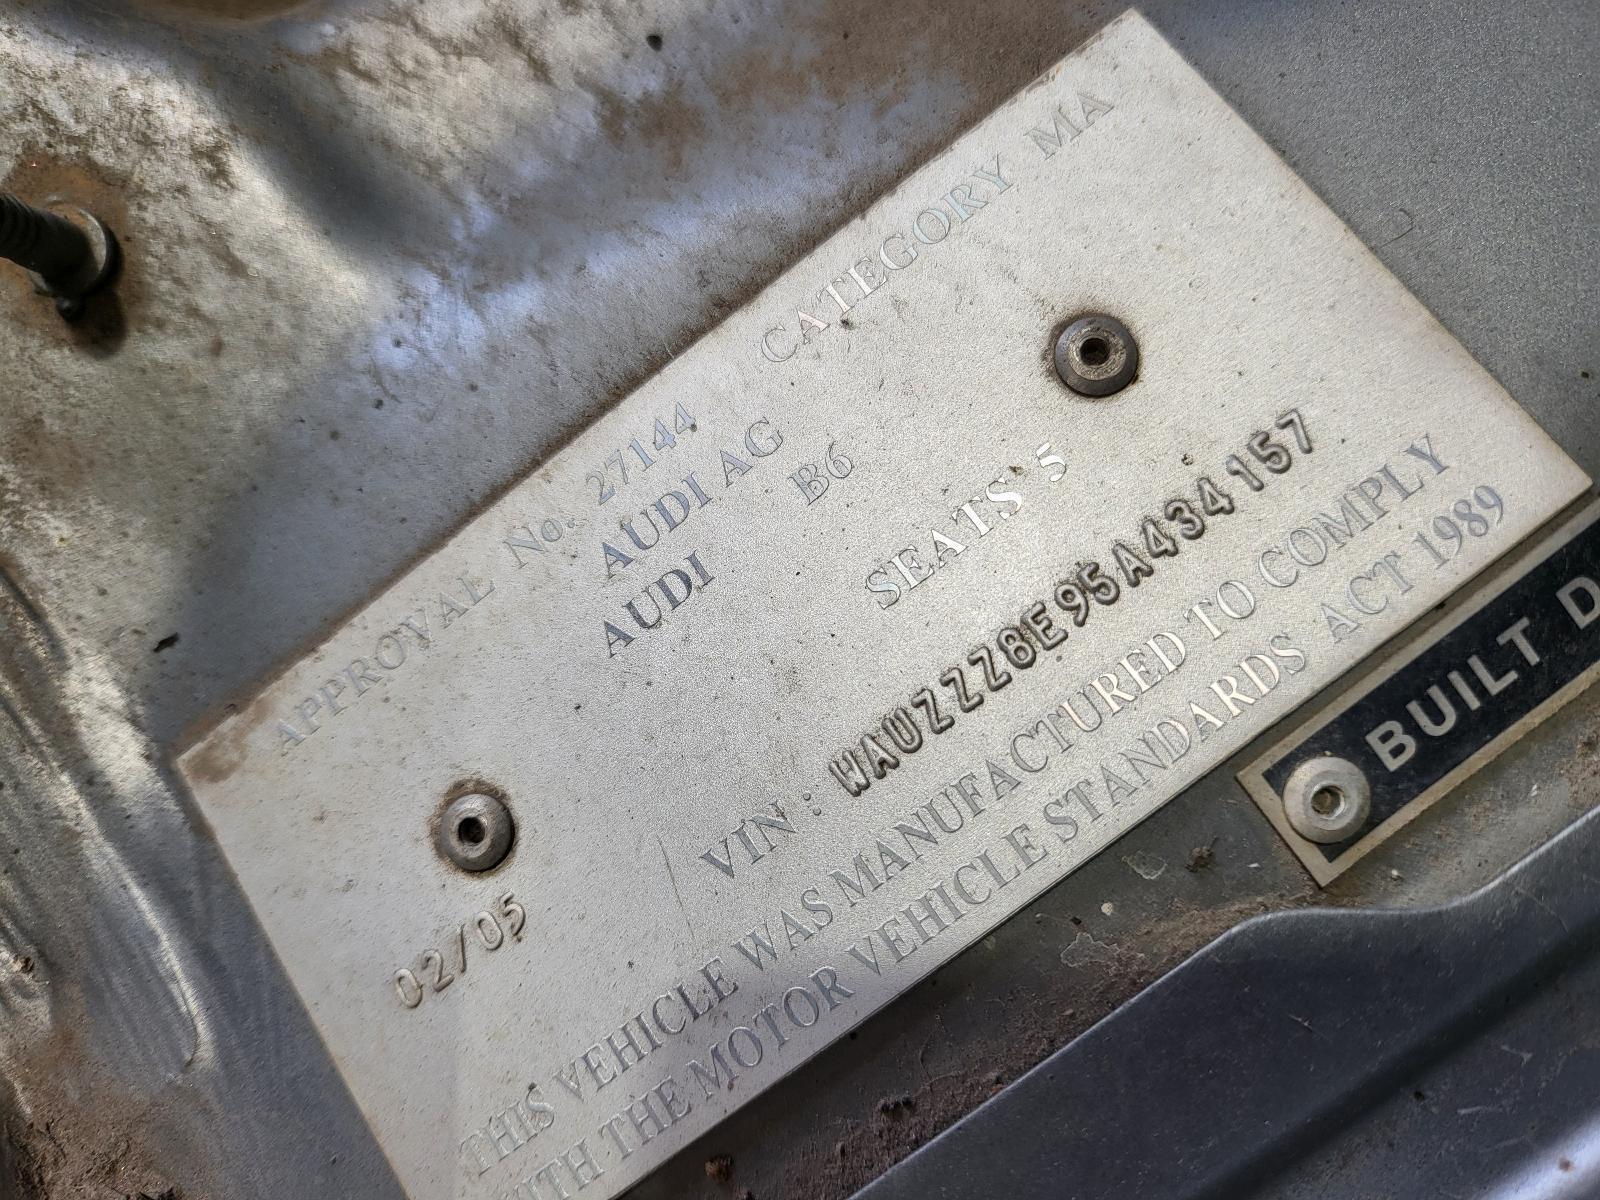 APPROVAL No. 27144 CATEGORY MA
AUDI AG
AUDI B6
SEATS 5
VIN : WAUZZZ8E95A434157
02/05
THIS VEHICLE WAS MANUFACTURED TO COMPLY
WITH THE MOTOR VEHICLE STANDARDS ACT 1989
BUILT D